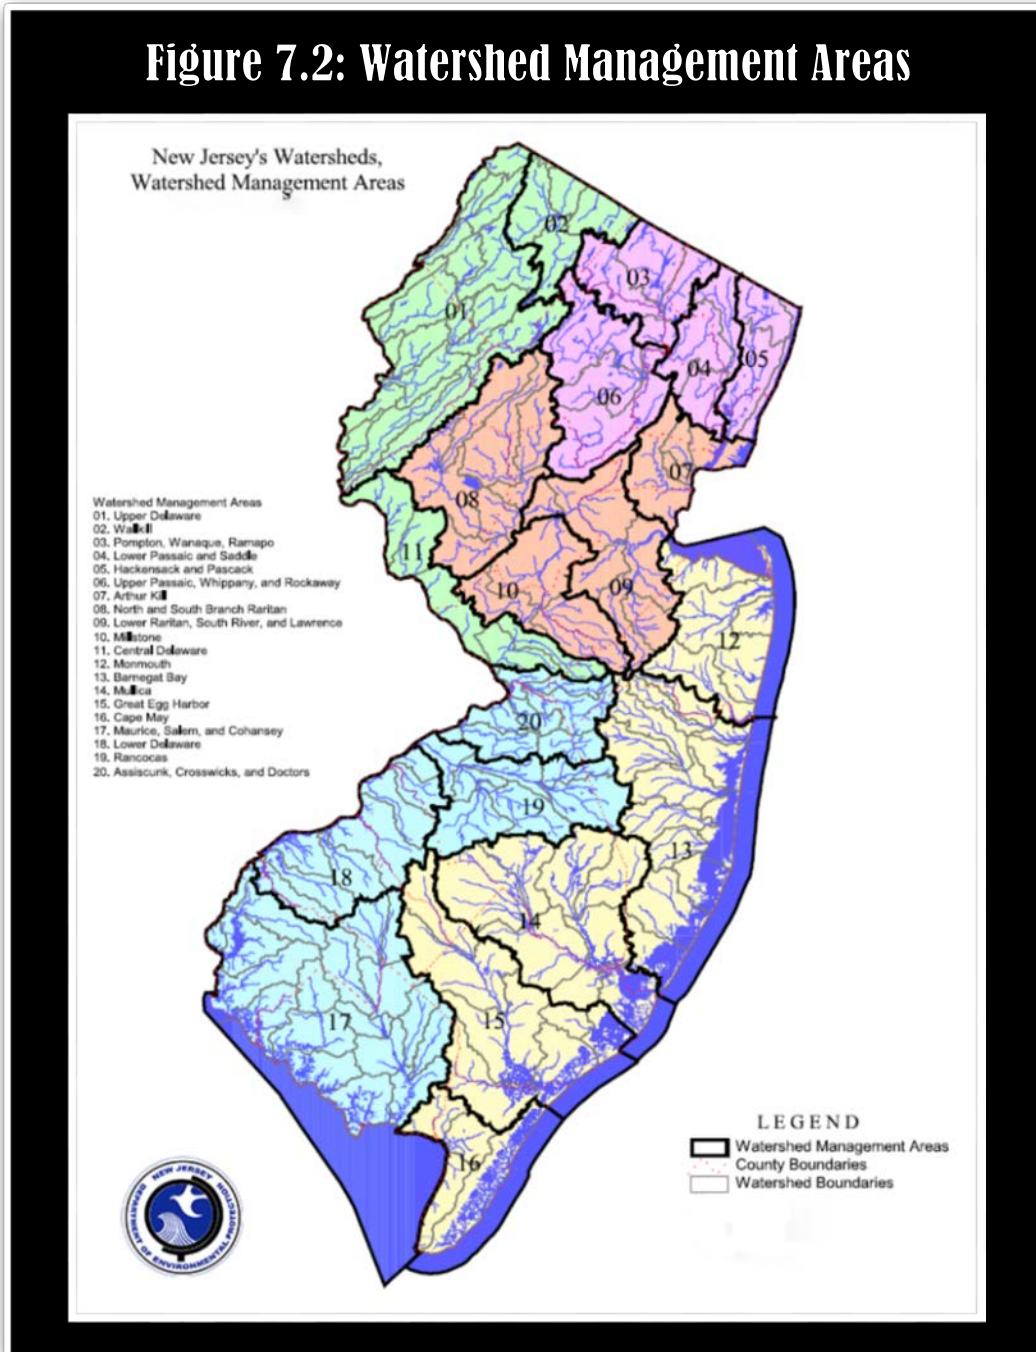 Figure 7.2: Watershed Management Areas
New Jersey's Watersheds,
Watershed Management Areas
02
03
01
05
04
06
07
08
11
10
09
12
20
19
13
18
14
17
15
16
Watershed Management Areas
01. Upper Delaware
02. Wallkill
03. Pompton, Wanaque, Ramapo
04. Lower Passaic and Saddle
05. Hackensack and Pascack
06. Upper Passaic, Whippany, and Rockaway
07. Arthur Kill
08. North and South Branch Raritan
09. Lower Raritan, South River, and Lawrence
10. Millstone
11. Central Delaware
12. Monmouth
13. Barnegat Bay
14. Mullica
15. Great Egg Harbor
16. Cape May
17. Maurice, Salem, and Cohansey
18. Lower Delaware
19. Rancocas
20. Assiscunk, Crosswicks, and Doctors
LEGEND
Watershed Management Areas
County Boundaries
Watershed Boundaries
NEW JERSEY
DEPARTMENT OF ENVIRONMENTAL PROTECTION